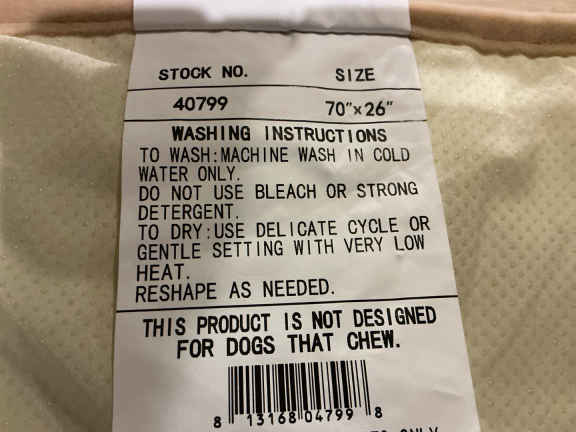 STOCK NO. SIZE
40799 70"×26"
WASHING INSTRUCTIONS
TO WASH:MACHINE WASH IN COLD
WATER ONLY.
DO NOT USE BLEACH OR STRONG
DETERGENT.
TO DRY:USE DELICATE CYCLE OR
GENTLE SETTING WITH VERY LOW
HEAT.
RESHAPE AS NEEDED.
THIS PRODUCT IS NOT DESIGNED
FOR DOGS THAT CHEW.
8 13168 04799 8
ONLY